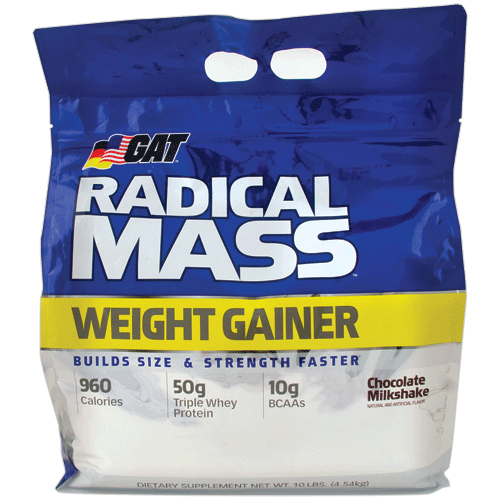 GAT
RADICAL
MASS™
WEIGHT GAINER
BUILDS SIZE & STRENGTH FASTER
960
Calories
50g
Triple Whey
Protein
10g
BCAAs
Chocolate
Milkshake
NATURAL AND ARTIFICIAL FLAVOR
DIETARY SUPPLEMENT NET WT. 10 LBS. (4.54kg)